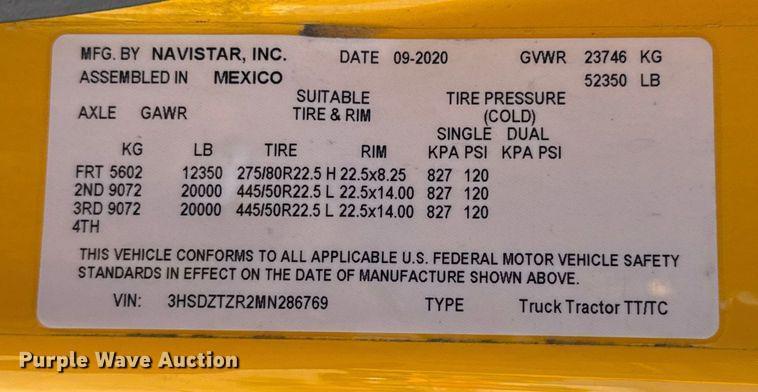 MFG. BY NAVISTAR, INC. DATE 09-2020 GVWR 23746 KG
ASSEMBLED IN MEXICO 52350 LB
SUITABLE TIRE PRESSURE
AXLE GAWR TIRE & RIM (COLD)
SINGLE DUAL
KG LB TIRE RIM KPA PSI KPA PSI
FRT 5602 12350 275/80R22.5 H 22.5x8.25 827 120
2ND 9072 20000 445/50R22.5 L 22.5x14.00 827 120
3RD 9072 20000 445/50R22.5 L 22.5x14.00 827 120
4TH
THIS VEHICLE CONFORMS TO ALL APPLICABLE U.S. FEDERAL MOTOR VEHICLE SAFETY
STANDARDS IN EFFECT ON THE DATE OF MANUFACTURE SHOWN ABOVE.
VIN: 3HSDZTZR2MN286769 TYPE Truck Tractor TT/TC
Purple Wave Auction